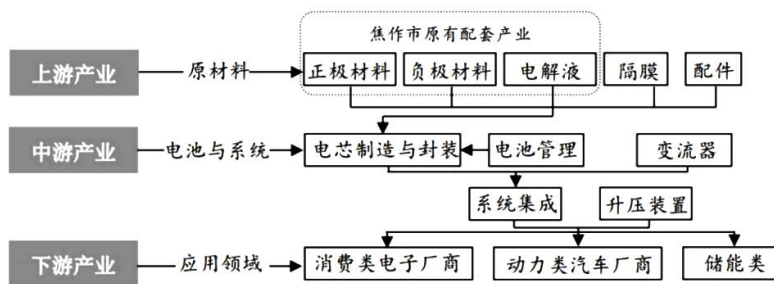 焦作市原有配套产业
上游产业 原材料 正极材料 负极材料 电解液 隔膜 配件
中游产业 电池与系统 电芯制造与封装 电池管理 变流器
系统集成 升压装置
下游产业 应用领域 消费类电子厂商 动力类汽车厂商 储能类